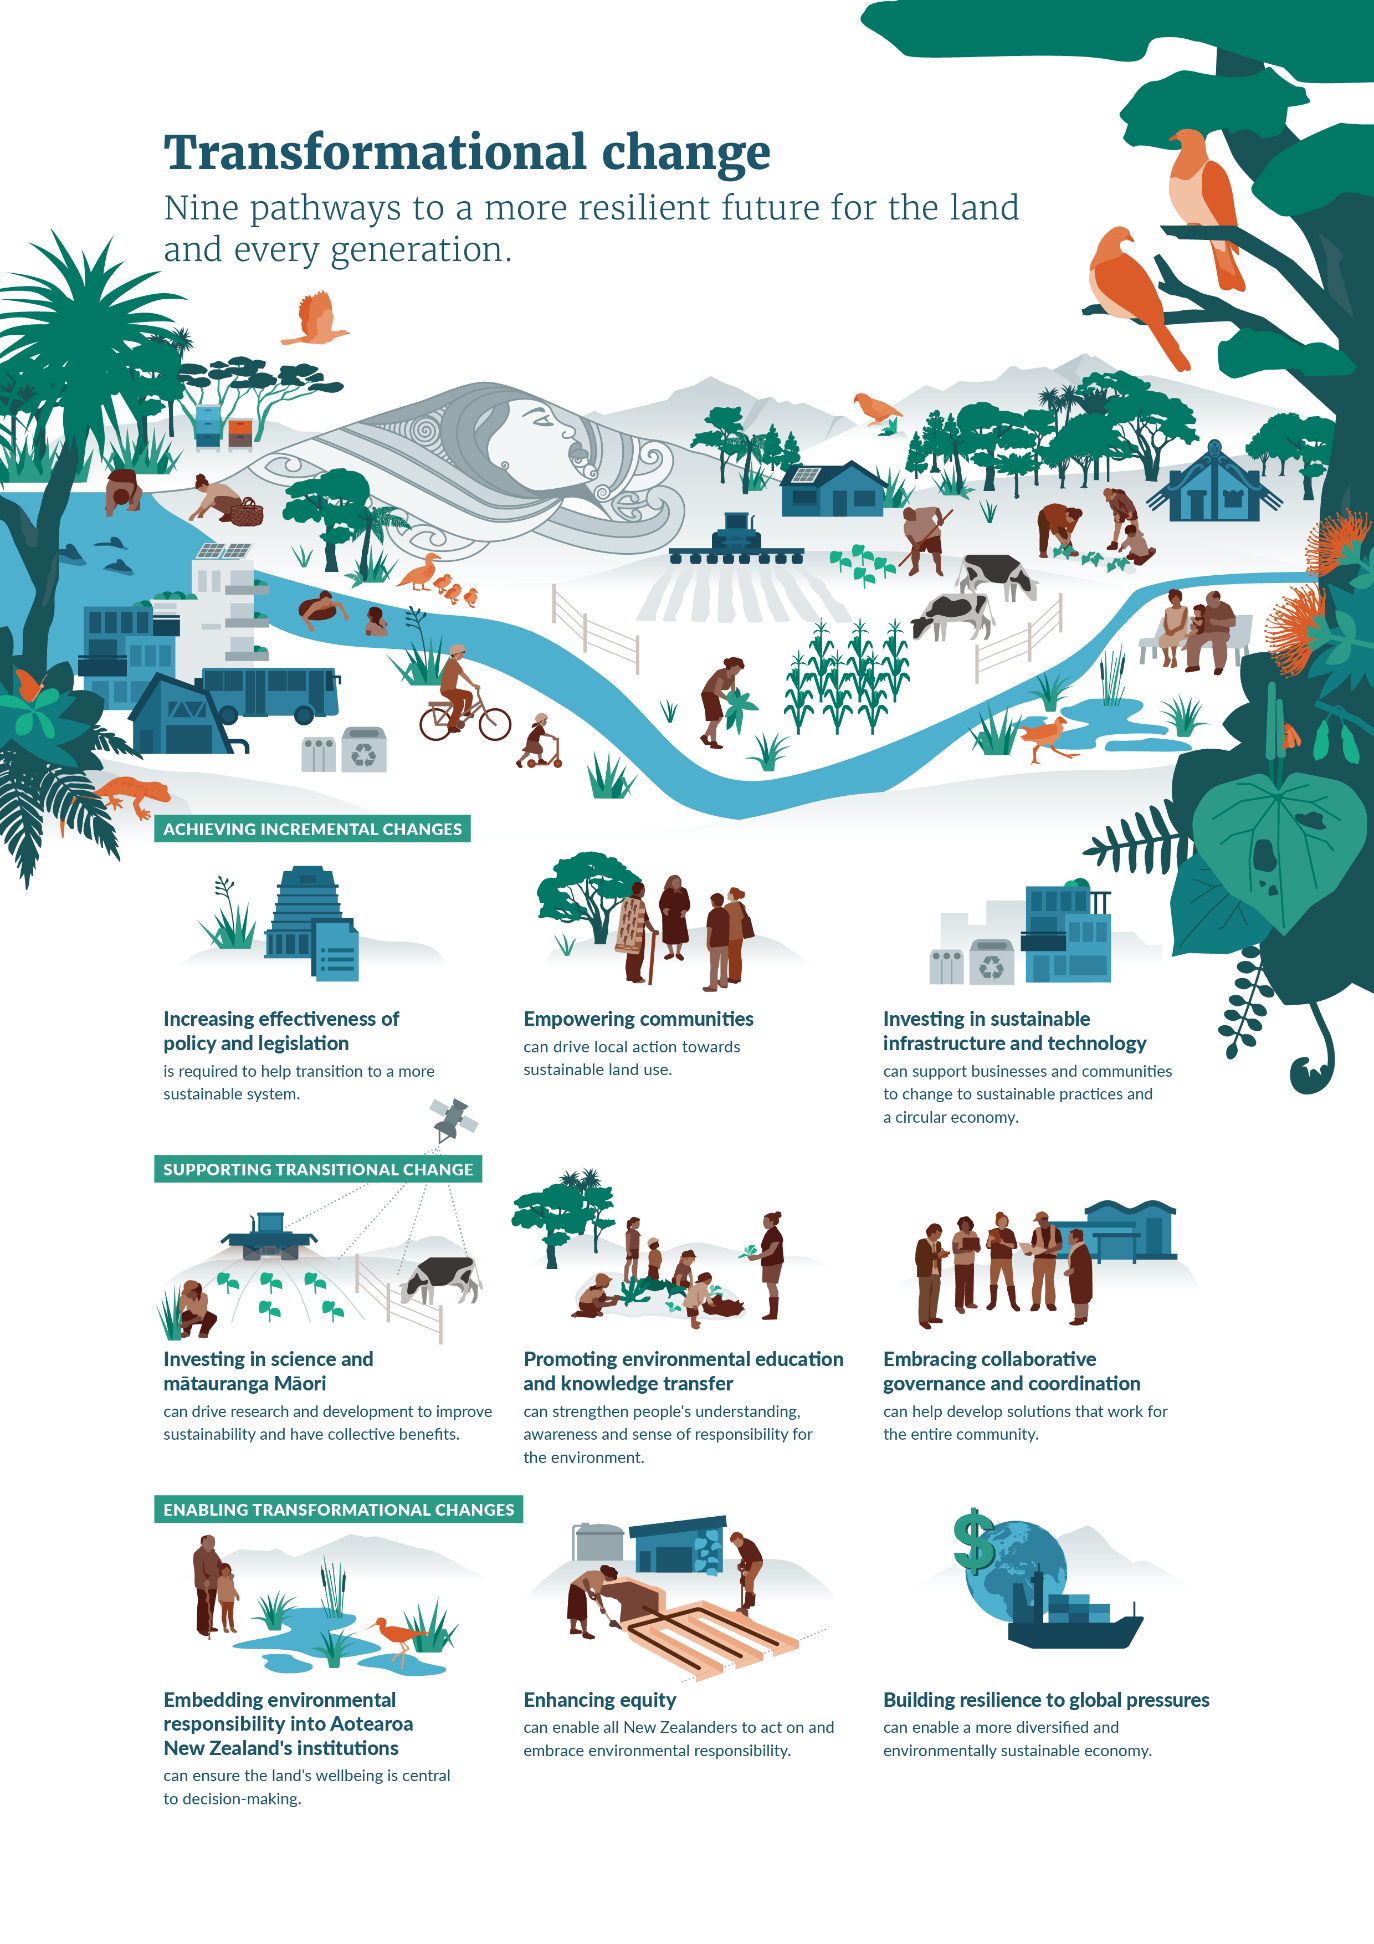 Transformational change
Nine pathways to a more resilient future for the land
and every generation.
ACHIEVING INCREMENTAL CHANGES
Increasing effectiveness of
policy and legislation
is required to help transition to a more
sustainable system.
Empowering communities
can drive local action towards
sustainable land use.
Investing in sustainable
infrastructure and technology
can support businesses and communities
to change to sustainable practices and
a circular economy.
SUPPORTING TRANSITIONAL CHANGE
Investing in science and
mātauranga Māori
can drive research and development to improve
sustainability and have collective benefits.
Promoting environmental education
and knowledge transfer
can strengthen people's understanding,
awareness and sense of responsibility for
the environment.
Embracing collaborative
governance and coordination
can help develop solutions that work for
the entire community.
ENABLING TRANSFORMATIONAL CHANGES
$
Embedding environmental
responsibility into Aotearoa
New Zealand's institutions
can ensure the land's wellbeing is central
to decision-making.
Enhancing equity
can enable all New Zealanders to act on and
embrace environmental responsibility.
Building resilience to global pressures
can enable a more diversified and
environmentally sustainable economy.